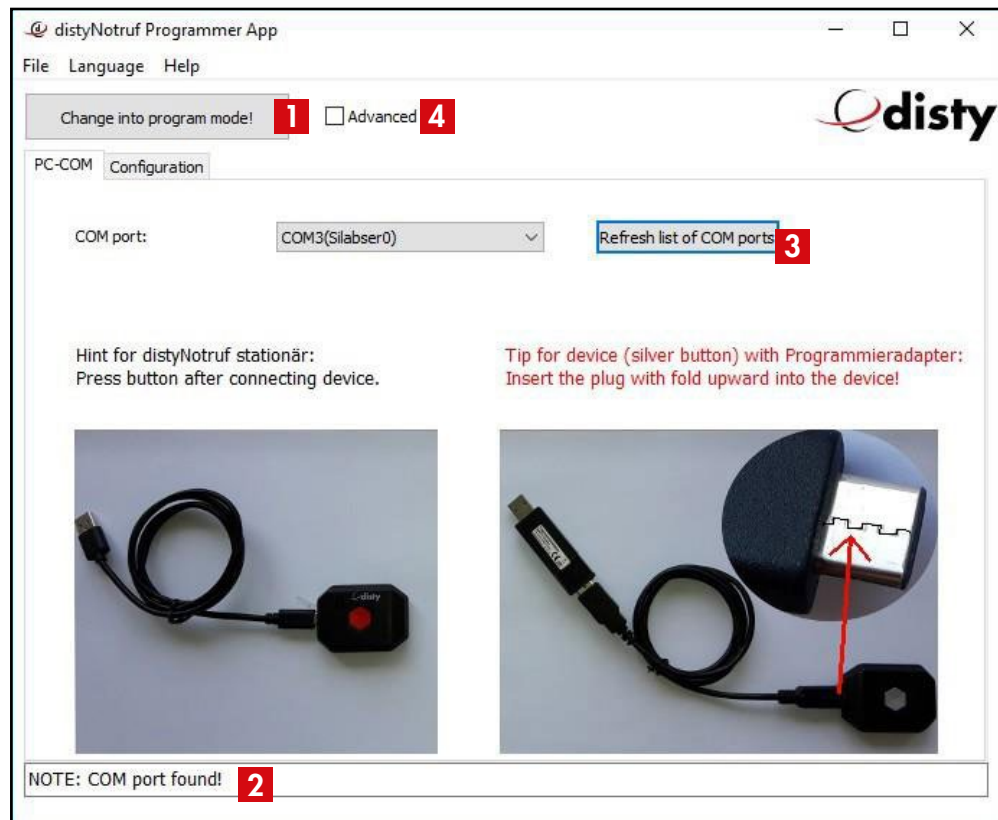 distyNotruf Programmer App
File Language Help
Change into program mode! 1 Advanced 4
disty
PC-COM Configuration
COM port: COM3(Silabser0) Refresh list of COM ports 3
Hint for distyNotruf stationär:
Press button after connecting device.
Tip for device (silver button) with Programmieradapter:
Insert the plug with fold upward into the device!
disty
NOTE: COM port found! 2